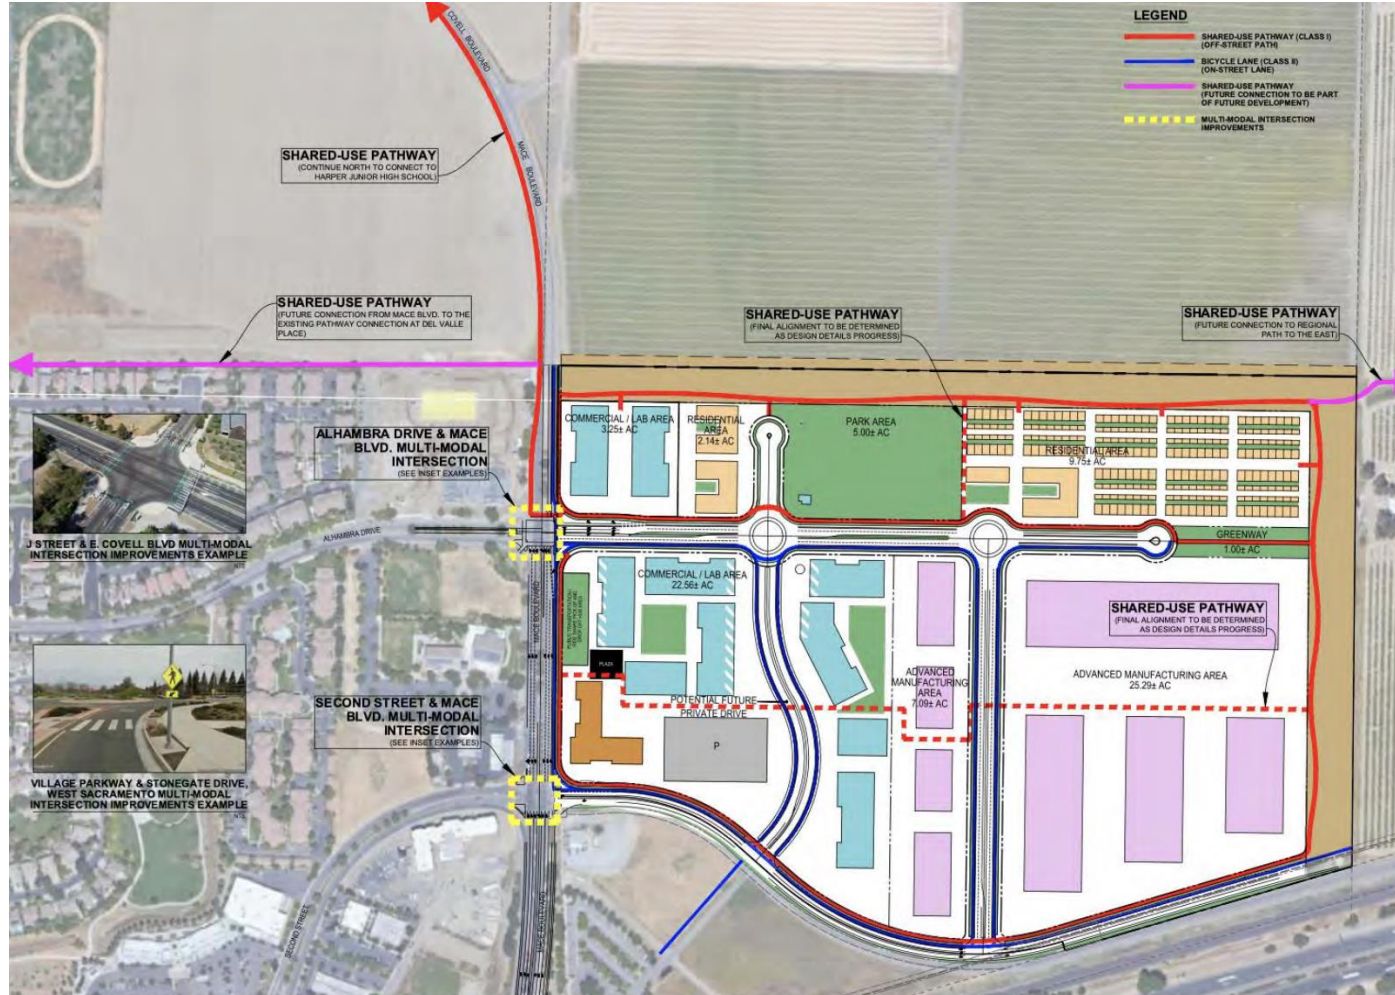 LEGEND
SHARED-USE PATHWAY (CLASS I)
(OFF-STREET PATH)
BICYCLE LANE (CLASS II)
(ON-STREET LANE)
SHARED-USE PATHWAY
(FUTURE CONNECTION TO BE PART
OF FUTURE DEVELOPMENT)
MULTI-MODAL INTERSECTION
IMPROVEMENTS
COVELL BOULEVARD
MACE BOULEVARD
SHARED-USE PATHWAY
(CONTINUE NORTH TO CONNECT TO
HARPER JUNIOR HIGH SCHOOL)
SHARED-USE PATHWAY
(FUTURE CONNECTION FROM MACE BLVD. TO THE
EXISTING PATHWAY CONNECTION AT DEL VALLE
PLACE)
SHARED-USE PATHWAY
(FINAL ALIGNMENT TO BE DETERMINED
AS DESIGN DETAILS PROGRESS)
SHARED-USE PATHWAY
(FUTURE CONNECTION TO REGIONAL
PATH TO THE EAST)
ALHAMBRA DRIVE & MACE
BLVD. MULTI-MODAL
INTERSECTION
(SEE INSET EXAMPLES)
COMMERCIAL / LAB AREA
3.25± AC
RESIDENTIAL
AREA
2.14± AC
PARK AREA
5.00± AC
RESIDENTIAL AREA
9.75± AC
J STREET & E. COVELL BLVD MULTI-MODAL
INTERSECTION IMPROVEMENTS EXAMPLE
NTS
ALHAMBRA DRIVE
GREENWAY
1.00± AC
COMMERCIAL / LAB AREA
22.56± AC
MACE BOULEVARD
PLAZA
SHARED-USE PATHWAY
(FINAL ALIGNMENT TO BE DETERMINED
AS DESIGN DETAILS PROGRESS)
ADVANCED
MANUFACTURING
AREA
7.09± AC
ADVANCED MANUFACTURING AREA
25.29± AC
SECOND STREET & MACE
BLVD. MULTI-MODAL
INTERSECTION
(SEE INSET EXAMPLES)
POTENTIAL FUTURE
PRIVATE DRIVE
P
VILLAGE PARKWAY & STONEGATE DRIVE,
WEST SACRAMENTO MULTI-MODAL
INTERSECTION IMPROVEMENTS EXAMPLE
NTS
SECOND STREET
MACE BOULEVARD